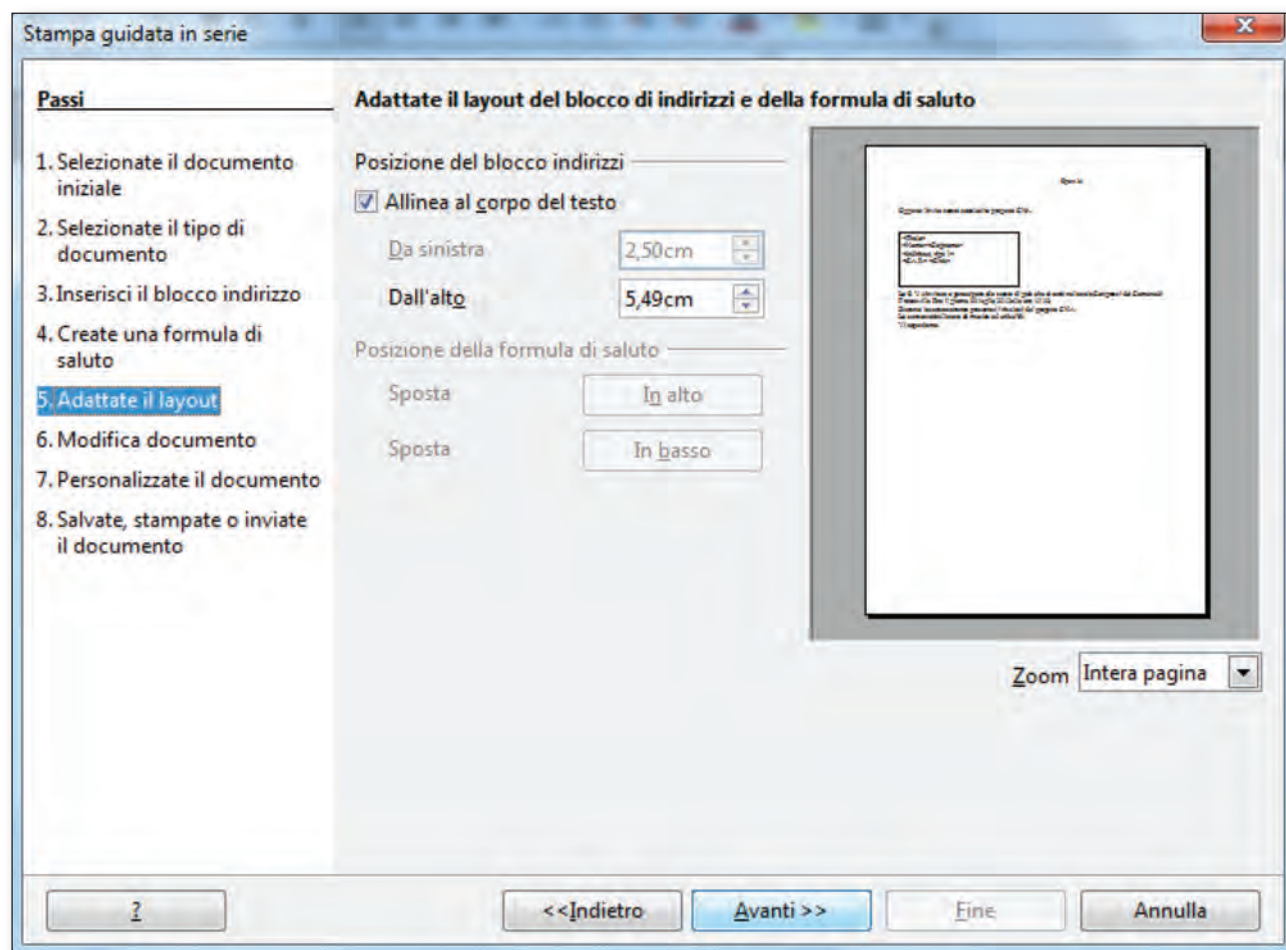 Stampa guidata in serie
Passi
1. Selezionate il documento
iniziale
2. Selezionate il tipo di
documento
3. Inserisci il blocco indirizzo
4. Create una formula di
saluto
5. Adattate il layout
6. Modifica documento
7. Personalizzate il documento
8. Salvate, stampate o inviate
il documento
Adattate il layout del blocco di indirizzi e della formula di saluto
Posizione del blocco indirizzi
Allinea al corpo del testo
Da sinistra 2,50cm
Dall'alto 5,49cm
Posizione della formula di saluto
Sposta In alto
Sposta In basso
Zoom Intera pagina
?
<<Indietro
Avanti >>
Fine
Annulla